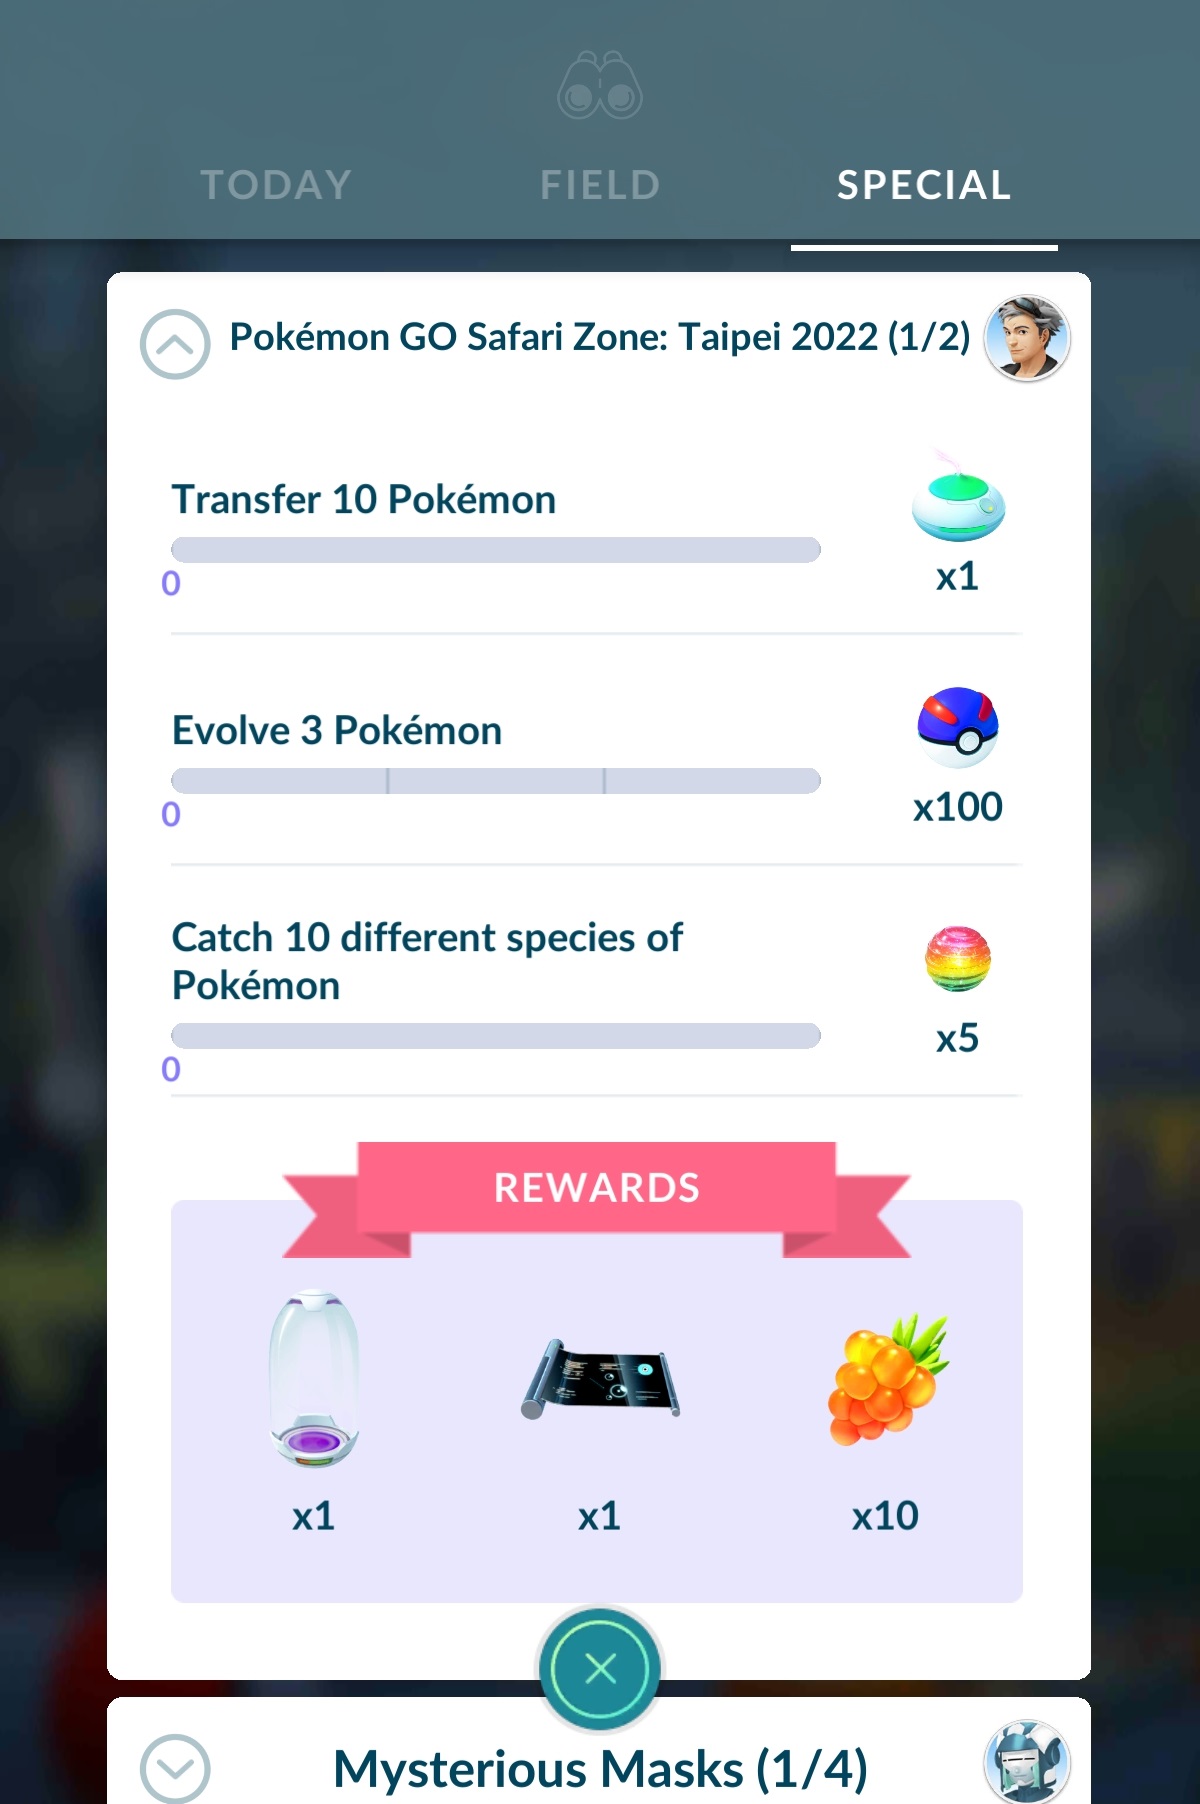 TODAY FIELD SPECIAL
Pokémon GO Safari Zone: Taipei 2022 (1/2)
Transfer 10 Pokémon
0
x1
Evolve 3 Pokémon
0
x100
Catch 10 different species of
Pokémon
0
x5
REWARDS
x1 x1 x10
Mysterious Masks (1/4)